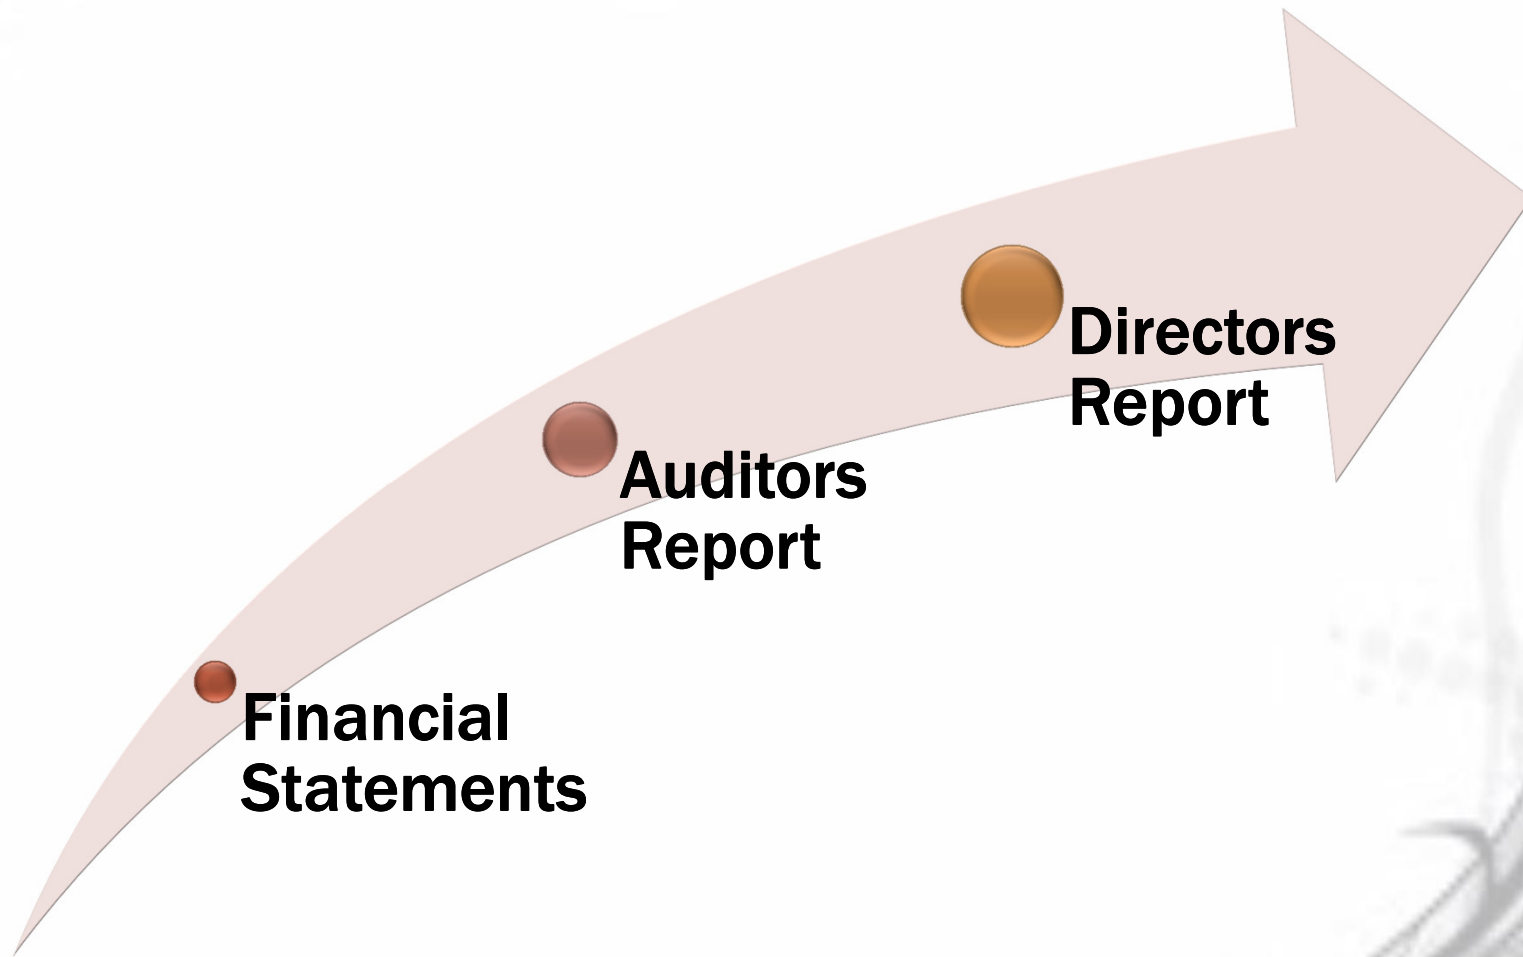 Directors
Report
Auditors
Report
Financial
Statements